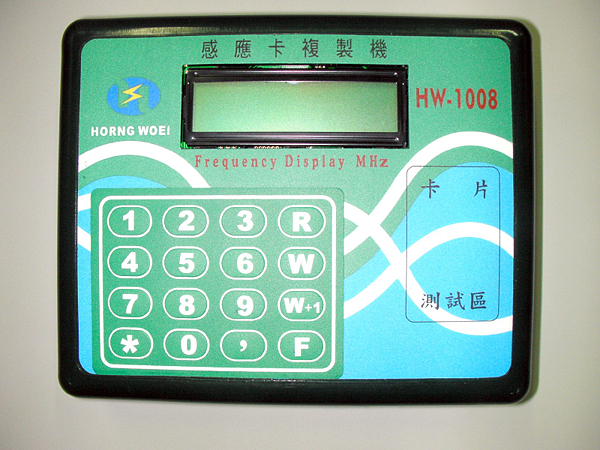 感應卡複製機
HORNG WOEI
HW-1008
Frequency Display MHz
卡 片
測試區
1 2 3 R
4 5 6 W
7 8 9 W+1
* 0 , F